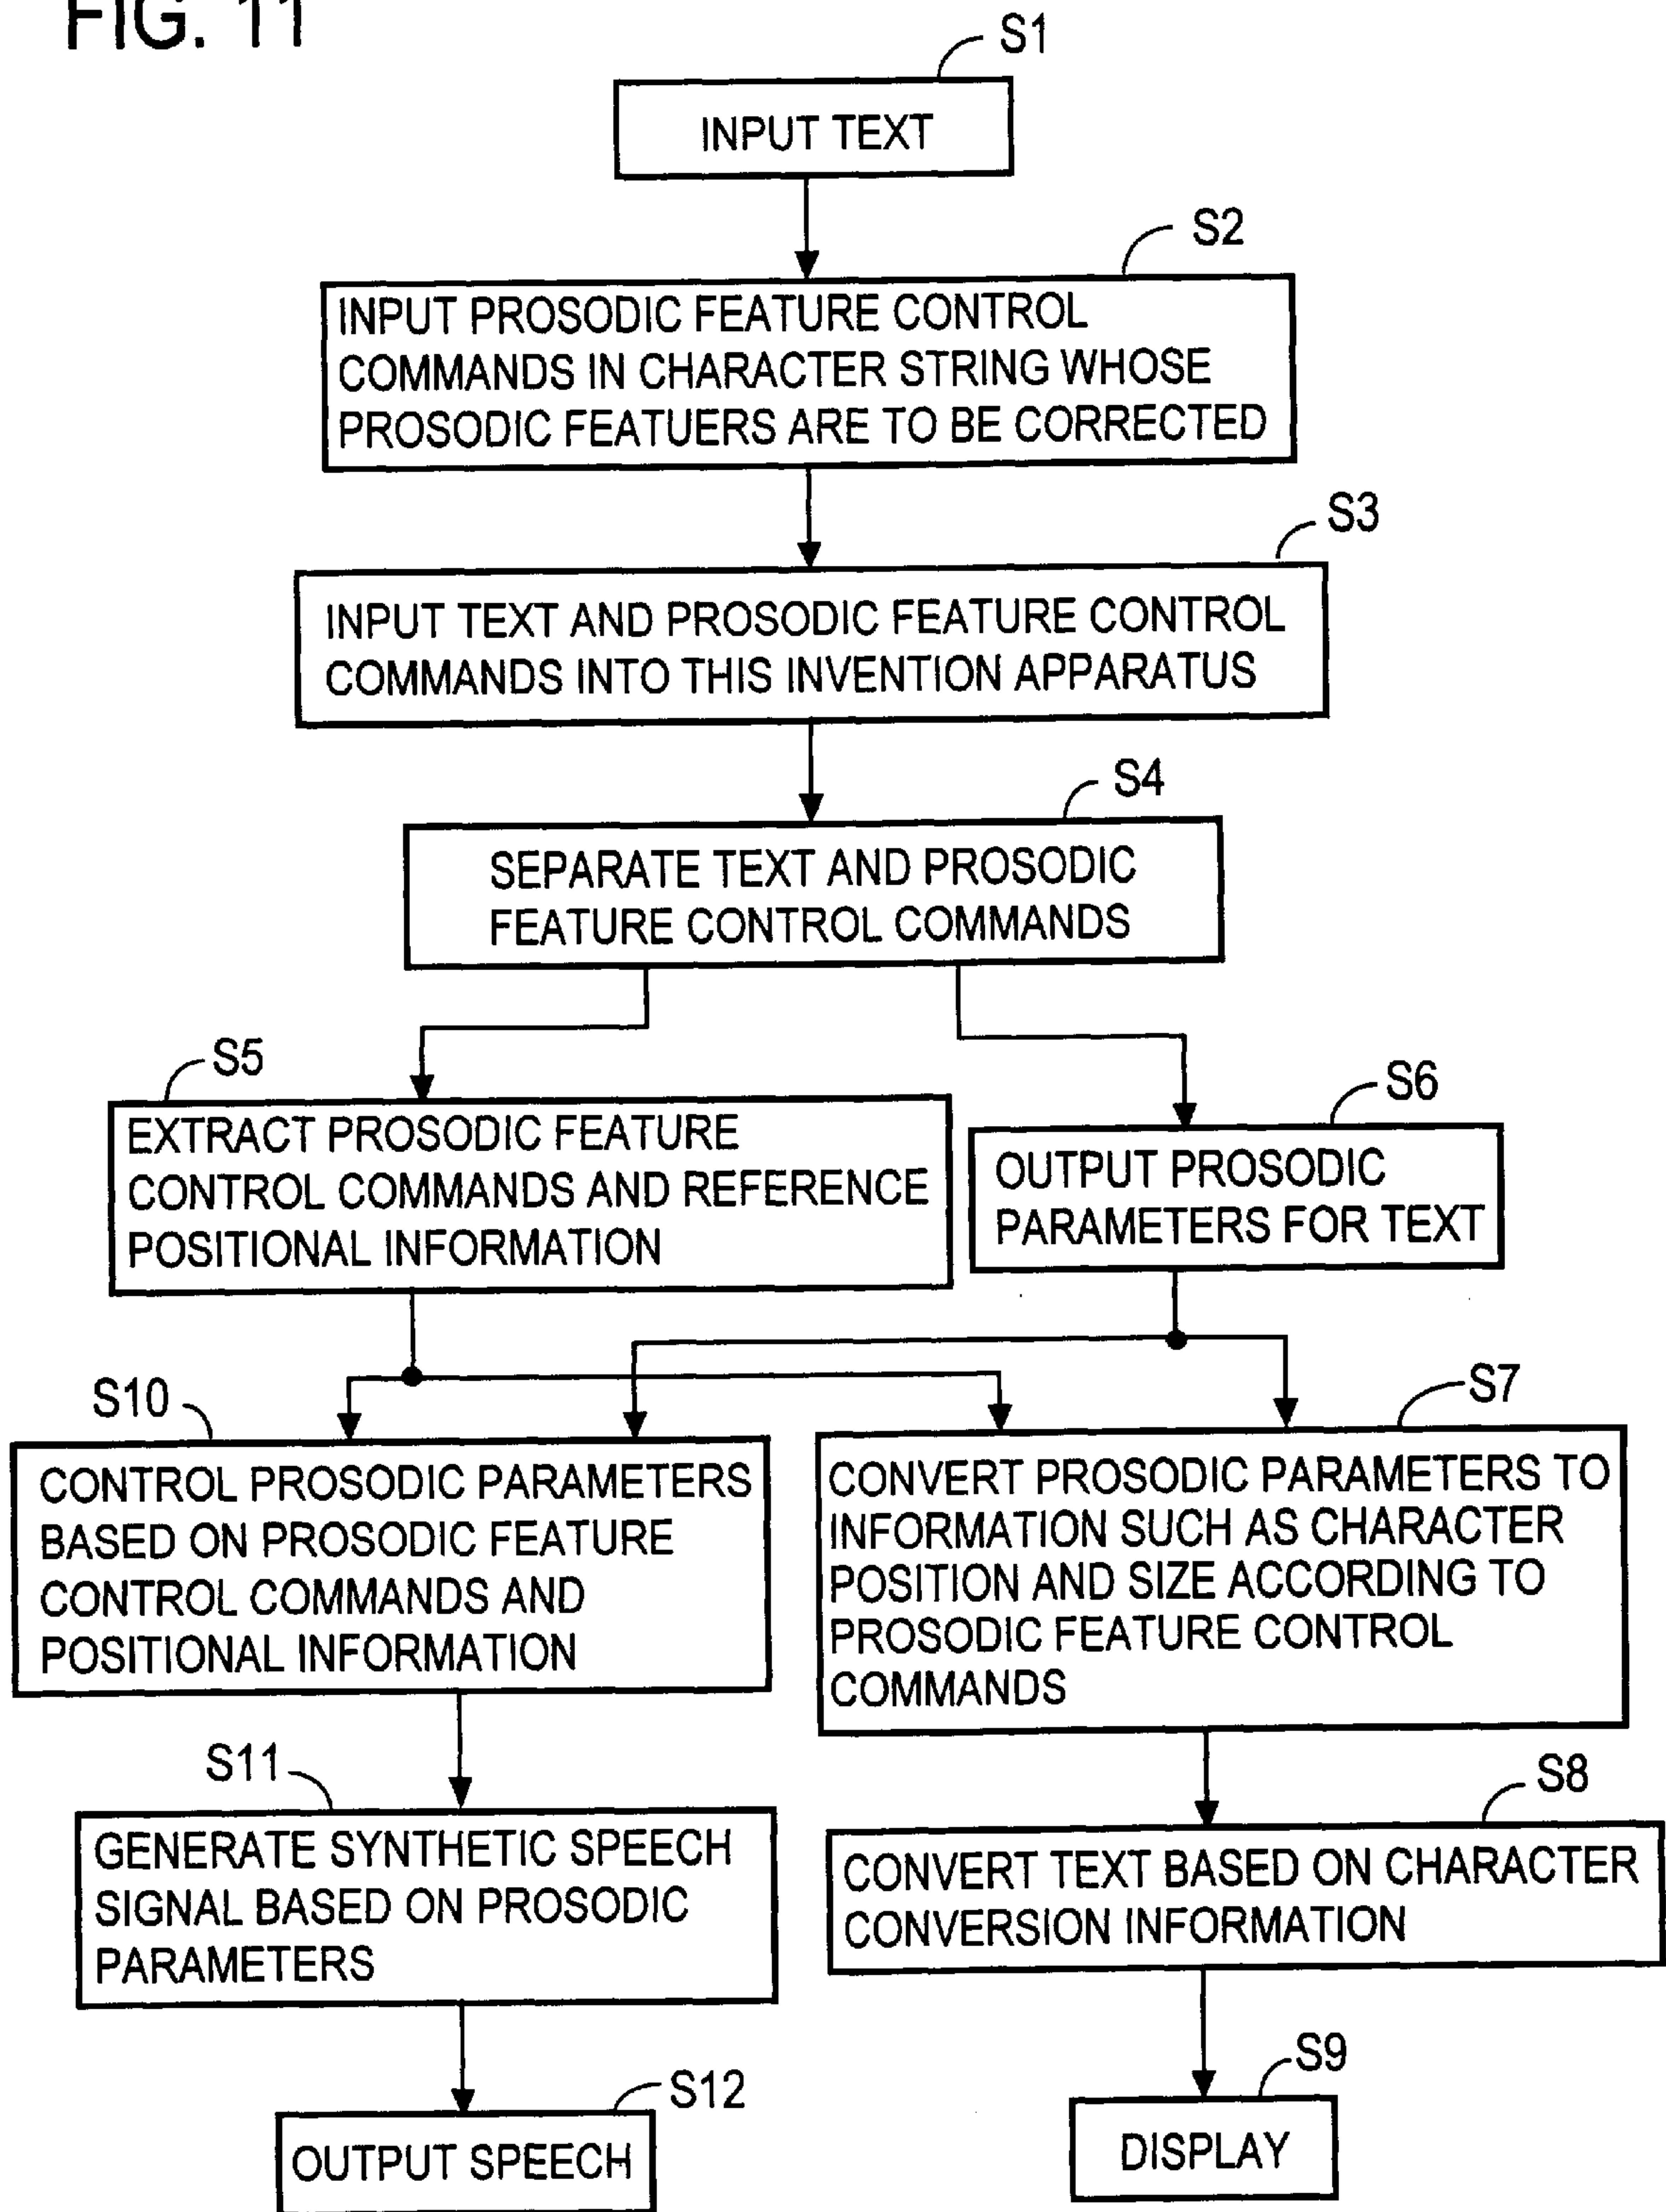 FIG. 11
S1
INPUT TEXT
S2
INPUT PROSODIC FEATURE CONTROL
COMMANDS IN CHARACTER STRING WHOSE
PROSODIC FEATUERS ARE TO BE CORRECTED
S3
INPUT TEXT AND PROSODIC FEATURE CONTROL
COMMANDS INTO THIS INVENTION APPARATUS
S4
SEPARATE TEXT AND PROSODIC
FEATURE CONTROL COMMANDS
S5
EXTRACT PROSODIC FEATURE
CONTROL COMMANDS AND REFERENCE
POSITIONAL INFORMATION
S6
OUTPUT PROSODIC
PARAMETERS FOR TEXT
S10
CONTROL PROSODIC PARAMETERS
BASED ON PROSODIC FEATURE
CONTROL COMMANDS AND
POSITIONAL INFORMATION
S7
CONVERT PROSODIC PARAMETERS TO
INFORMATION SUCH AS CHARACTER
POSITION AND SIZE ACCORDING TO
PROSODIC FEATURE CONTROL
COMMANDS
S11
GENERATE SYNTHETIC SPEECH
SIGNAL BASED ON PROSODIC
PARAMETERS
S8
CONVERT TEXT BASED ON CHARACTER
CONVERSION INFORMATION
S12
OUTPUT SPEECH
S9
DISPLAY